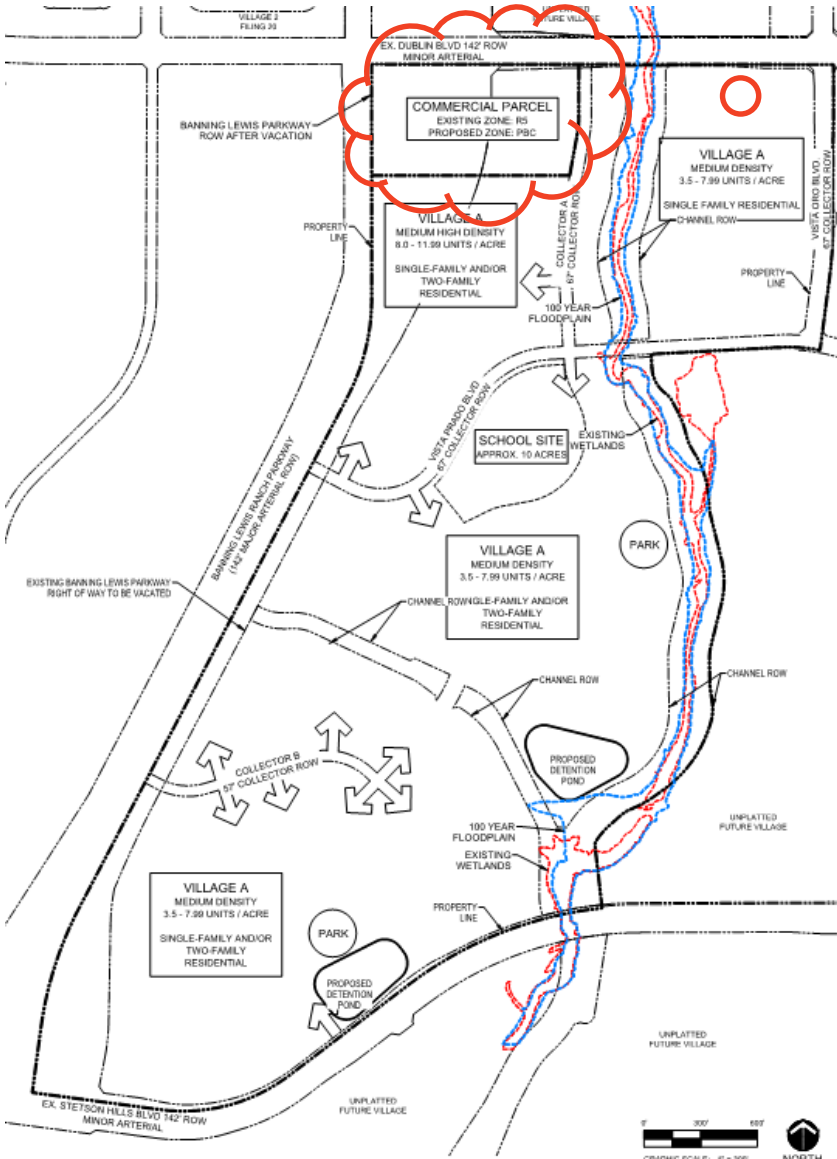 VILLAGE 2
FILING 20
FUTURE VILLAGE
EX. DUBLIN BLVD 142' ROW
MINOR ARTERIAL
BANNING LEWIS PARKWAY
ROW AFTER VACATION
COMMERCIAL PARCEL
EXISTING ZONE: R5
PROPOSED ZONE: PBC
VILLAGE A
MEDIUM DENSITY
3.5 - 7.99 UNITS / ACRE
SINGLE FAMILY RESIDENTIAL
CHANNEL ROW
VISTA ORO BLVD
67' COLLECTOR ROW
PROPERTY
LINE
VILLAGE A
MEDIUM HIGH DENSITY
8.0 - 11.99 UNITS / ACRE
SINGLE-FAMILY AND/OR
TWO-FAMILY
RESIDENTIAL
COLLECTOR A
67' COLLECTOR ROW
PROPERTY
LINE
100 YEAR
FLOODPLAIN
VISTA PRADO BLVD
67' COLLECTOR ROW
SCHOOL SITE
APPROX. 10 ACRES
EXISTING
WETLANDS
BANNING LEWIS RANCH PARKWAY
(142' MAJOR ARTERIAL ROW)
PARK
VILLAGE A
MEDIUM DENSITY
3.5 - 7.99 UNITS / ACRE
SINGLE-FAMILY AND/OR
TWO-FAMILY
RESIDENTIAL
EXISTING BANNING LEWIS PARKWAY
RIGHT OF WAY TO BE VACATED
CHANNEL ROW
CHANNEL ROW
CHANNEL ROW
COLLECTOR B
57' COLLECTOR ROW
PROPOSED
DETENTION
POND
100 YEAR
FLOODPLAIN
EXISTING
WETLANDS
UNPLATTED
FUTURE VILLAGE
VILLAGE A
MEDIUM DENSITY
3.5 - 7.99 UNITS / ACRE
SINGLE-FAMILY AND/OR
TWO-FAMILY
RESIDENTIAL
PROPERTY
LINE
PARK
PROPOSED
DETENTION
POND
UNPLATTED
FUTURE VILLAGE
UNPLATTED
FUTURE VILLAGE
EX. STETSON HILLS BLVD 142' ROW
MINOR ARTERIAL
0' 300' 600'
GRAPHIC SCALE:
NORTH